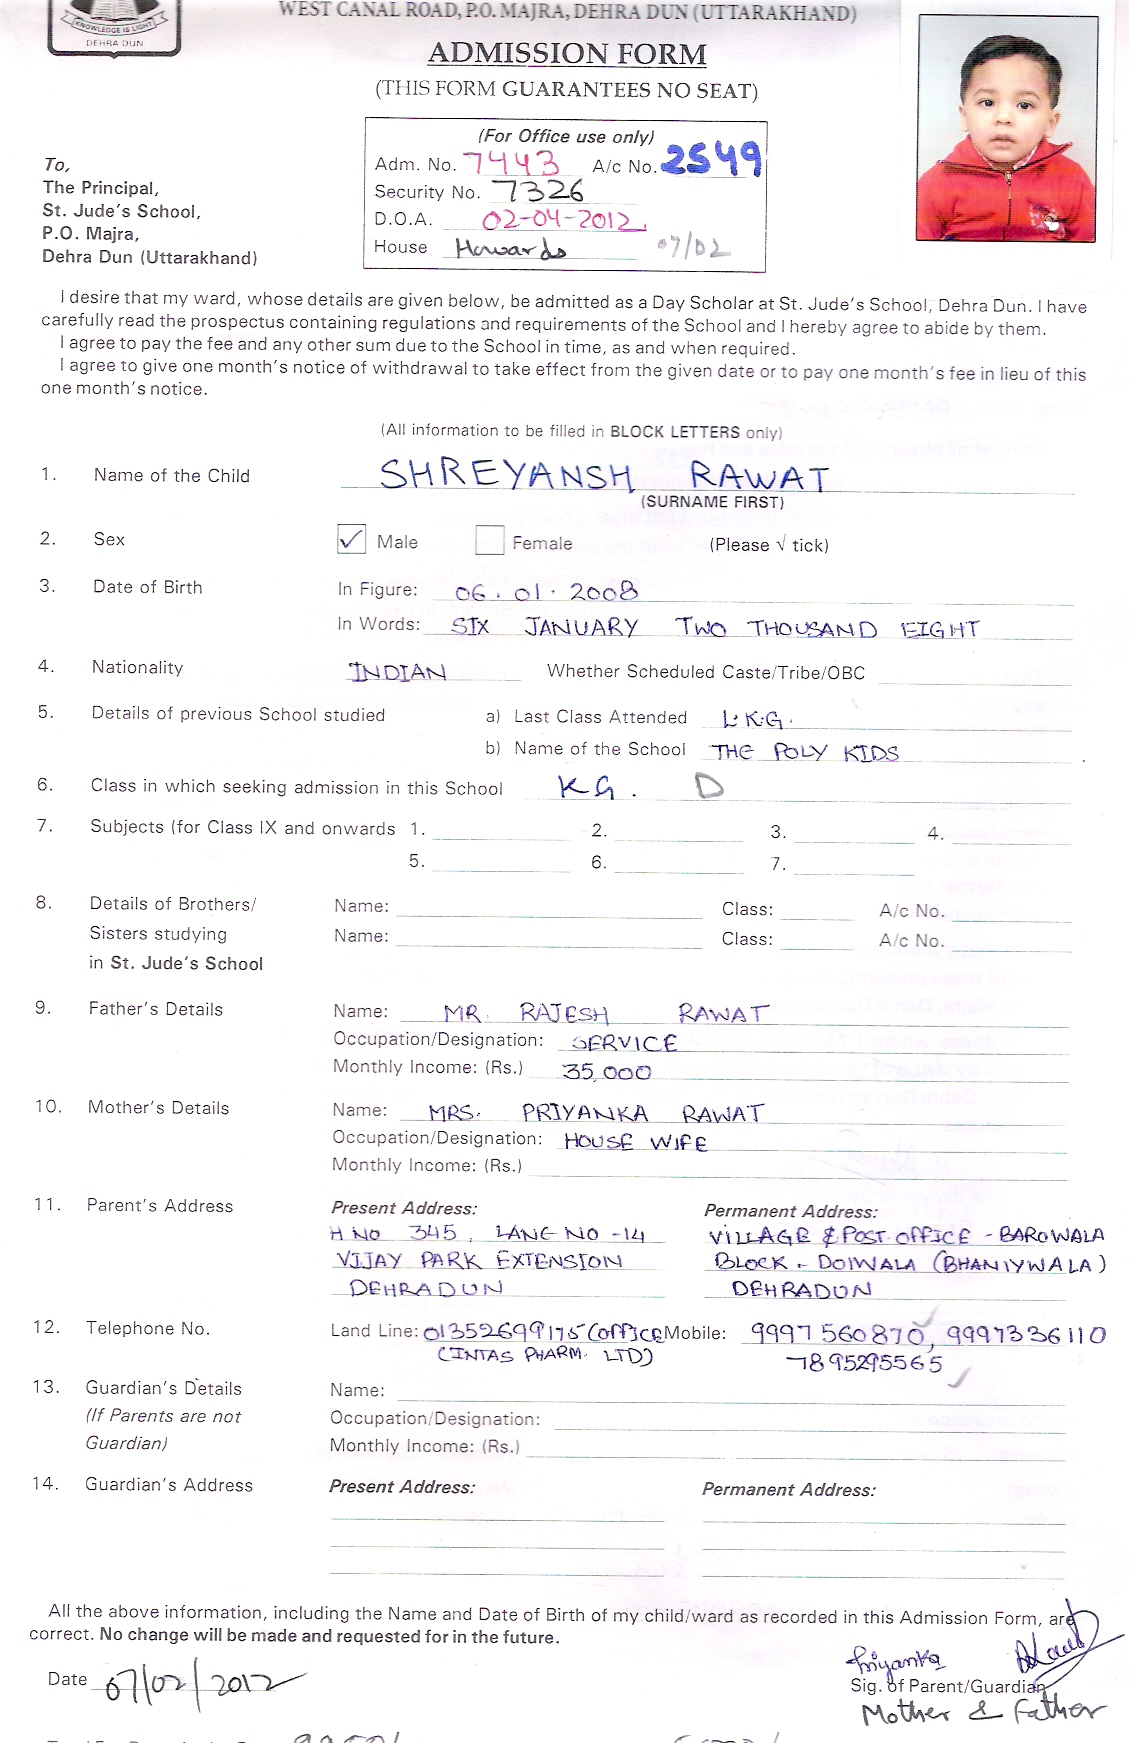 KNOWLEDGE IS LIGHT
DEHRA DUN
WEST CANAL ROAD, P.O. MAJRA, DEHRA DUN (UTTARAKHAND)
ADMISSION FORM
(THIS FORM GUARANTEES NO SEAT)
(For Office use only)
Adm. No. 7443 A/c No. 2549
Security No. 7326
D.O.A. 02-04-2012
House Howards 07/02
To,
The Principal,
St. Jude's School,
P.O. Majra,
Dehra Dun (Uttarakhand)
I desire that my ward, whose details are given below, be admitted as a Day Scholar at St. Jude's School, Dehra Dun. I have
carefully read the prospectus containing regulations and requirements of the School and I hereby agree to abide by them.
I agree to pay the fee and any other sum due to the School in time, as and when required.
I agree to give one month's notice of withdrawal to take effect from the given date or to pay one month's fee in lieu of this
one month's notice.
(All information to be filled in BLOCK LETTERS only)
1. Name of the Child SHREYANSH RAWAT
(SURNAME FIRST)
2. Sex ✓ Male Female (Please √ tick)
3. Date of Birth In Figure: 06.01.2008
In Words: SIX JANUARY TWO THOUSAND EIGHT
4. Nationality INDIAN Whether Scheduled Caste/Tribe/OBC
5. Details of previous School studied a) Last Class Attended L.K.G.
b) Name of the School THE POLY KIDS
6. Class in which seeking admission in this School KG. D
7. Subjects (for Class IX and onwards 1. 2. 3. 4.
5. 6. 7.
8. Details of Brothers/ Name: Class: A/c No.
Sisters studying Name: Class: A/c No.
in St. Jude's School
9. Father's Details Name: MR. RAJESH RAWAT
Occupation/Designation: SERVICE
Monthly Income: (Rs.) 35,000
10. Mother's Details Name: MRS. PRIYANKA RAWAT
Occupation/Designation: HOUSE WIFE
Monthly Income: (Rs.)
11. Parent's Address Present Address: Permanent Address:
H NO 345, LANE NO -14 VILLAGE & POST OFFICE - BAROWALA
VIJAY PARK EXTENSION BLOCK - DOIWALA (BHANIYWALA)
DEHRADUN DEHRADUN
12. Telephone No. Land Line: 01352699175 (OFFICE Mobile: 9997560870, 9997336110
(INTAS PHARM. LTD) 7895295565
13. Guardian's Details Name:
(If Parents are not Occupation/Designation:
Guardian) Monthly Income: (Rs.)
14. Guardian's Address Present Address: Permanent Address:
All the above information, including the Name and Date of Birth of my child/ward as recorded in this Admission Form, are
correct. No change will be made and requested for in the future.
Priyanka
Date 07/02/2012 Sig. of Parent/Guardian
Mother & Father